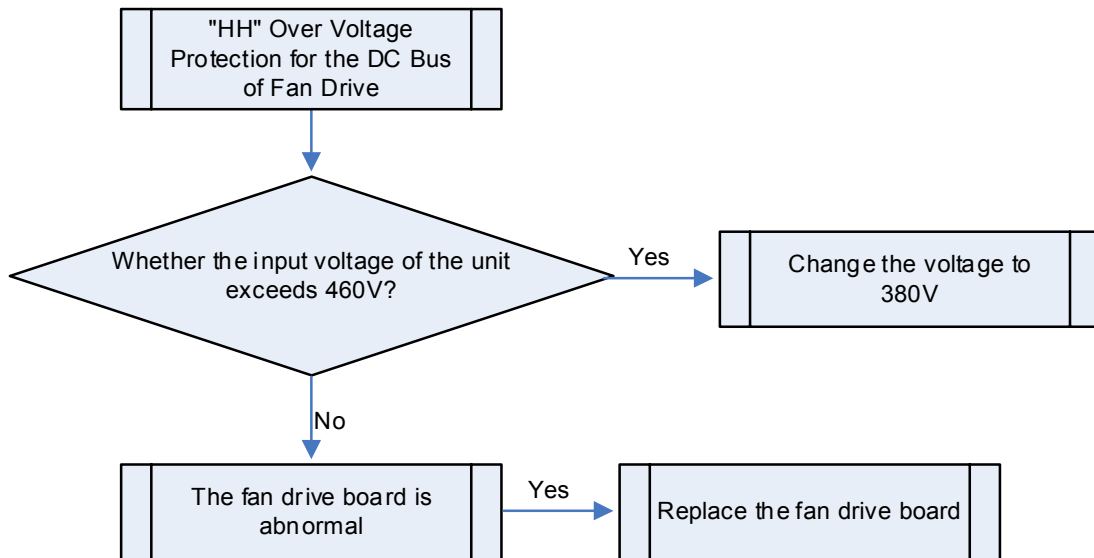 "HH" Over Voltage
Protection for the DC Bus
of Fan Drive
Whether the input voltage of the unit
exceeds 460V?
Yes
Change the voltage to
380V
No
The fan drive board is
abnormal
Yes
Replace the fan drive board